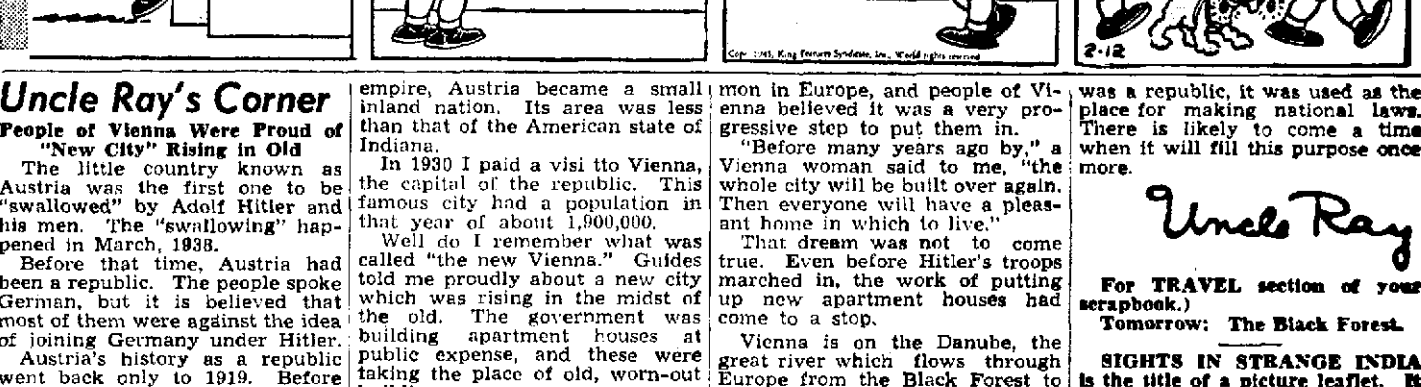 Copr. 1945, King Features Syndicate, Inc., World rights reserved
2-12
Uncle Ray's Corner
People of Vienna Were Proud of
"New City" Rising in Old
The little country known as
Austria was the first one to be
"swallowed" by Adolf Hitler and
his men. The "swallowing" hap-
pened in March, 1938.
Before that time, Austria had
been a republic. The people spoke
German, but it is believed that
most of them were against the idea
of joining Germany under Hitler.
Austria's history as a republic
went back only to 1919. Before
empire, Austria became a small
inland nation. Its area was less
than that of the American state of
Indiana.
In 1930 I paid a visi tto Vienna,
the capital of the republic. This
famous city had a population in
that year of about 1,900,000.
Well do I remember what was
called "the new Vienna." Guides
told me proudly about a new city
which was rising in the midst of
the old. The government was
building apartment houses at
public expense, and these were
taking the place of old, worn-out
mon in Europe, and people of Vi-
enna believed it was a very pro-
gressive step to put them in.
"Before many years ago by," a
Vienna woman said to me, "the
whole city will be built over again.
Then everyone will have a pleas-
ant home in which to live."
That dream was not to come
true. Even before Hitler's troops
marched in, the work of putting
up new apartment houses had
come to a stop.
Vienna is on the Danube, the
great river which flows through
Europe from the Black Forest to
was a republic, it was used as the
place for making national laws.
There is likely to come a time
when it will fill this purpose once
more.
Uncle Ray
For TRAVEL section of your
scrapbook.)
Tomorrow: The Black Forest.
SIGHTS IN STRANGE INDIA
is the title of a picture leaflet. It